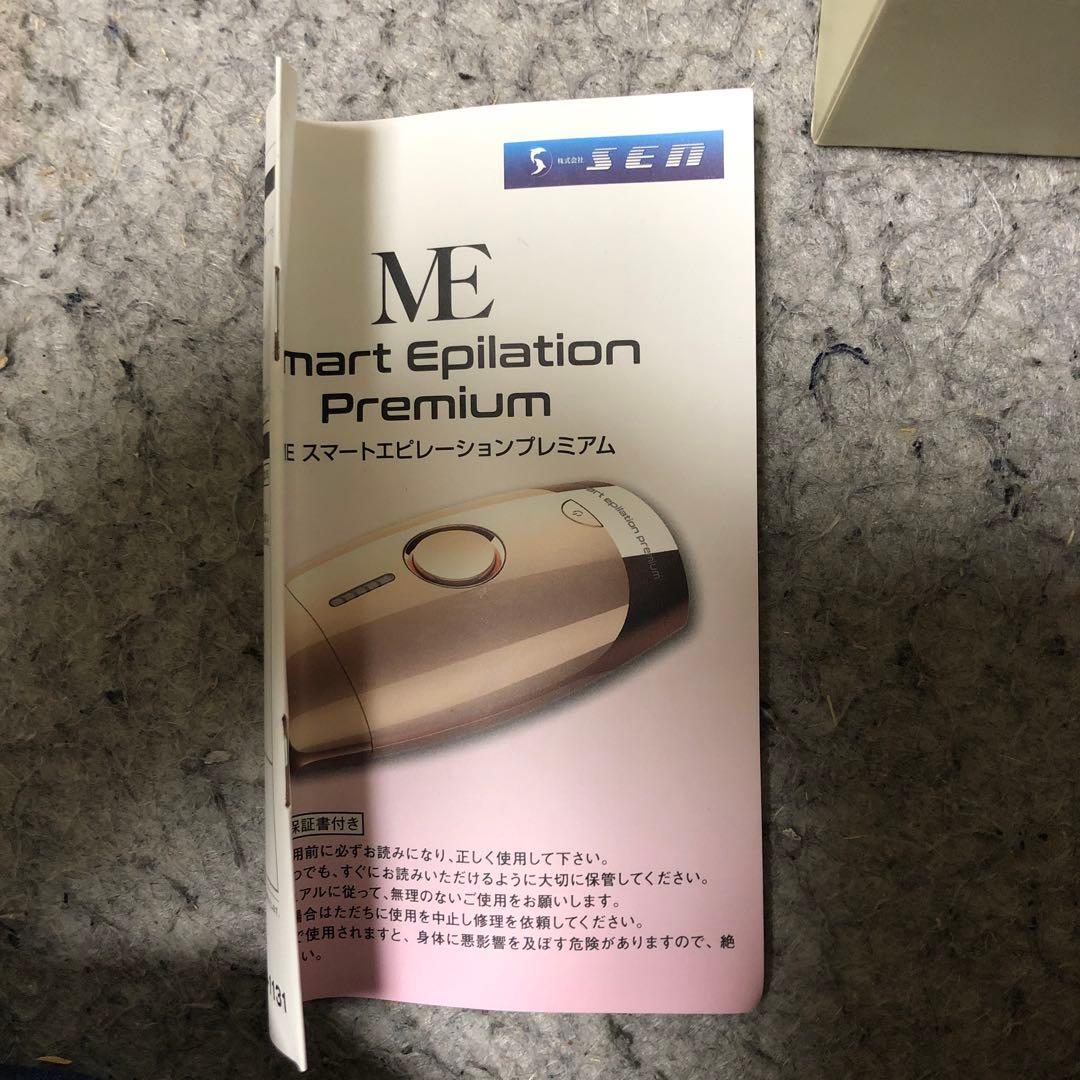 株式会社 SEN
ME
mart Epilation
Premium
E スマートエピレーションプレミアム
art epilation premium
保証書付き
用前に必ずお読みになり、正しく使用して下さい。
つでも、すぐにお読みいただけるように大切に保管してください。
アルに従って、無理のないご使用をお願いします。
場合はただちに使用を中止し修理を依頼してください。
で使用されますと、身体に悪影響を及ぼす危険がありますので、絶
い。
1131